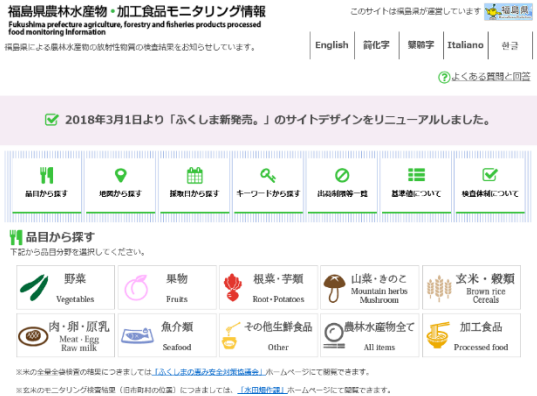 福島県農林水産物・加工食品モニタリング情報
Fukushima prefecture agriculture, forestry and fisheries products processed
food monitoring Information
このサイトは福島県が運営しています 福島県
福島県による農林水産物の放射性物質の検査結果をお知らせしています。
English 简化字 繁體字 Italiano 한글
よくある質問と回答
2018年3月1日より「ふくしま新発売。」のサイトデザインをリニューアルしました。
品目から探す 地図から探す 採取日から探す キーワードから探す 出荷制限等一覧 基準値について 検査体制について
品目から探す
下記から品目分野を選択してください。
野菜 果物 根菜・芋類 山菜・きのこ 玄米・穀類
Vegetables Fruits Root・Potatoes Mountain herbs Mushroom Brown rice Cereals
肉・卵・原乳 魚介類 その他生鮮食品 農林水産物全て 加工食品
Meat・Egg Raw milk Seafood Other All items Processed food
※米の全量全袋検査の結果につきましては「ふくしまの恵み安全対策協議会」ホームページにて閲覧できます。
※玄米のモニタリング検査結果（旧市町村の位置）につきましては、「水田畑作課」ホームページにて閲覧できます。